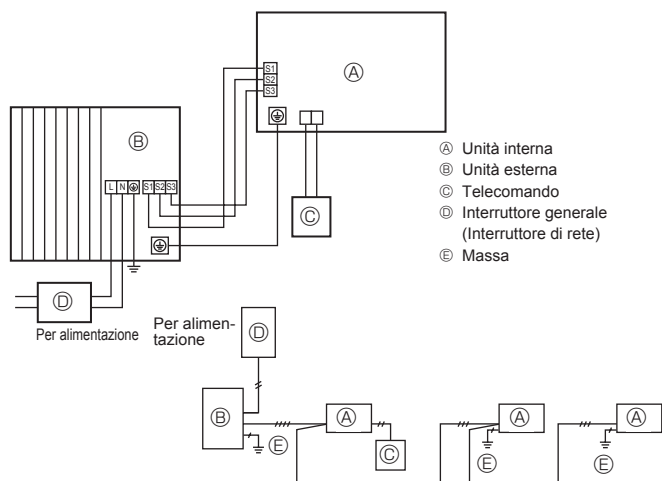 S1
S2
S3
Ⓐ
Ⓑ
L N S1 S2 S3
Ⓒ
Ⓓ
Per alimentazione
Ⓐ Unità interna
Ⓑ Unità esterna
Ⓒ Telecomando
Ⓓ Interruttore generale
(Interruttore di rete)
Ⓔ Massa
Per alimen-
tazione
Ⓓ
Ⓑ
Ⓔ
Ⓐ
Ⓒ
Ⓐ
Ⓔ
Ⓐ
Ⓔ